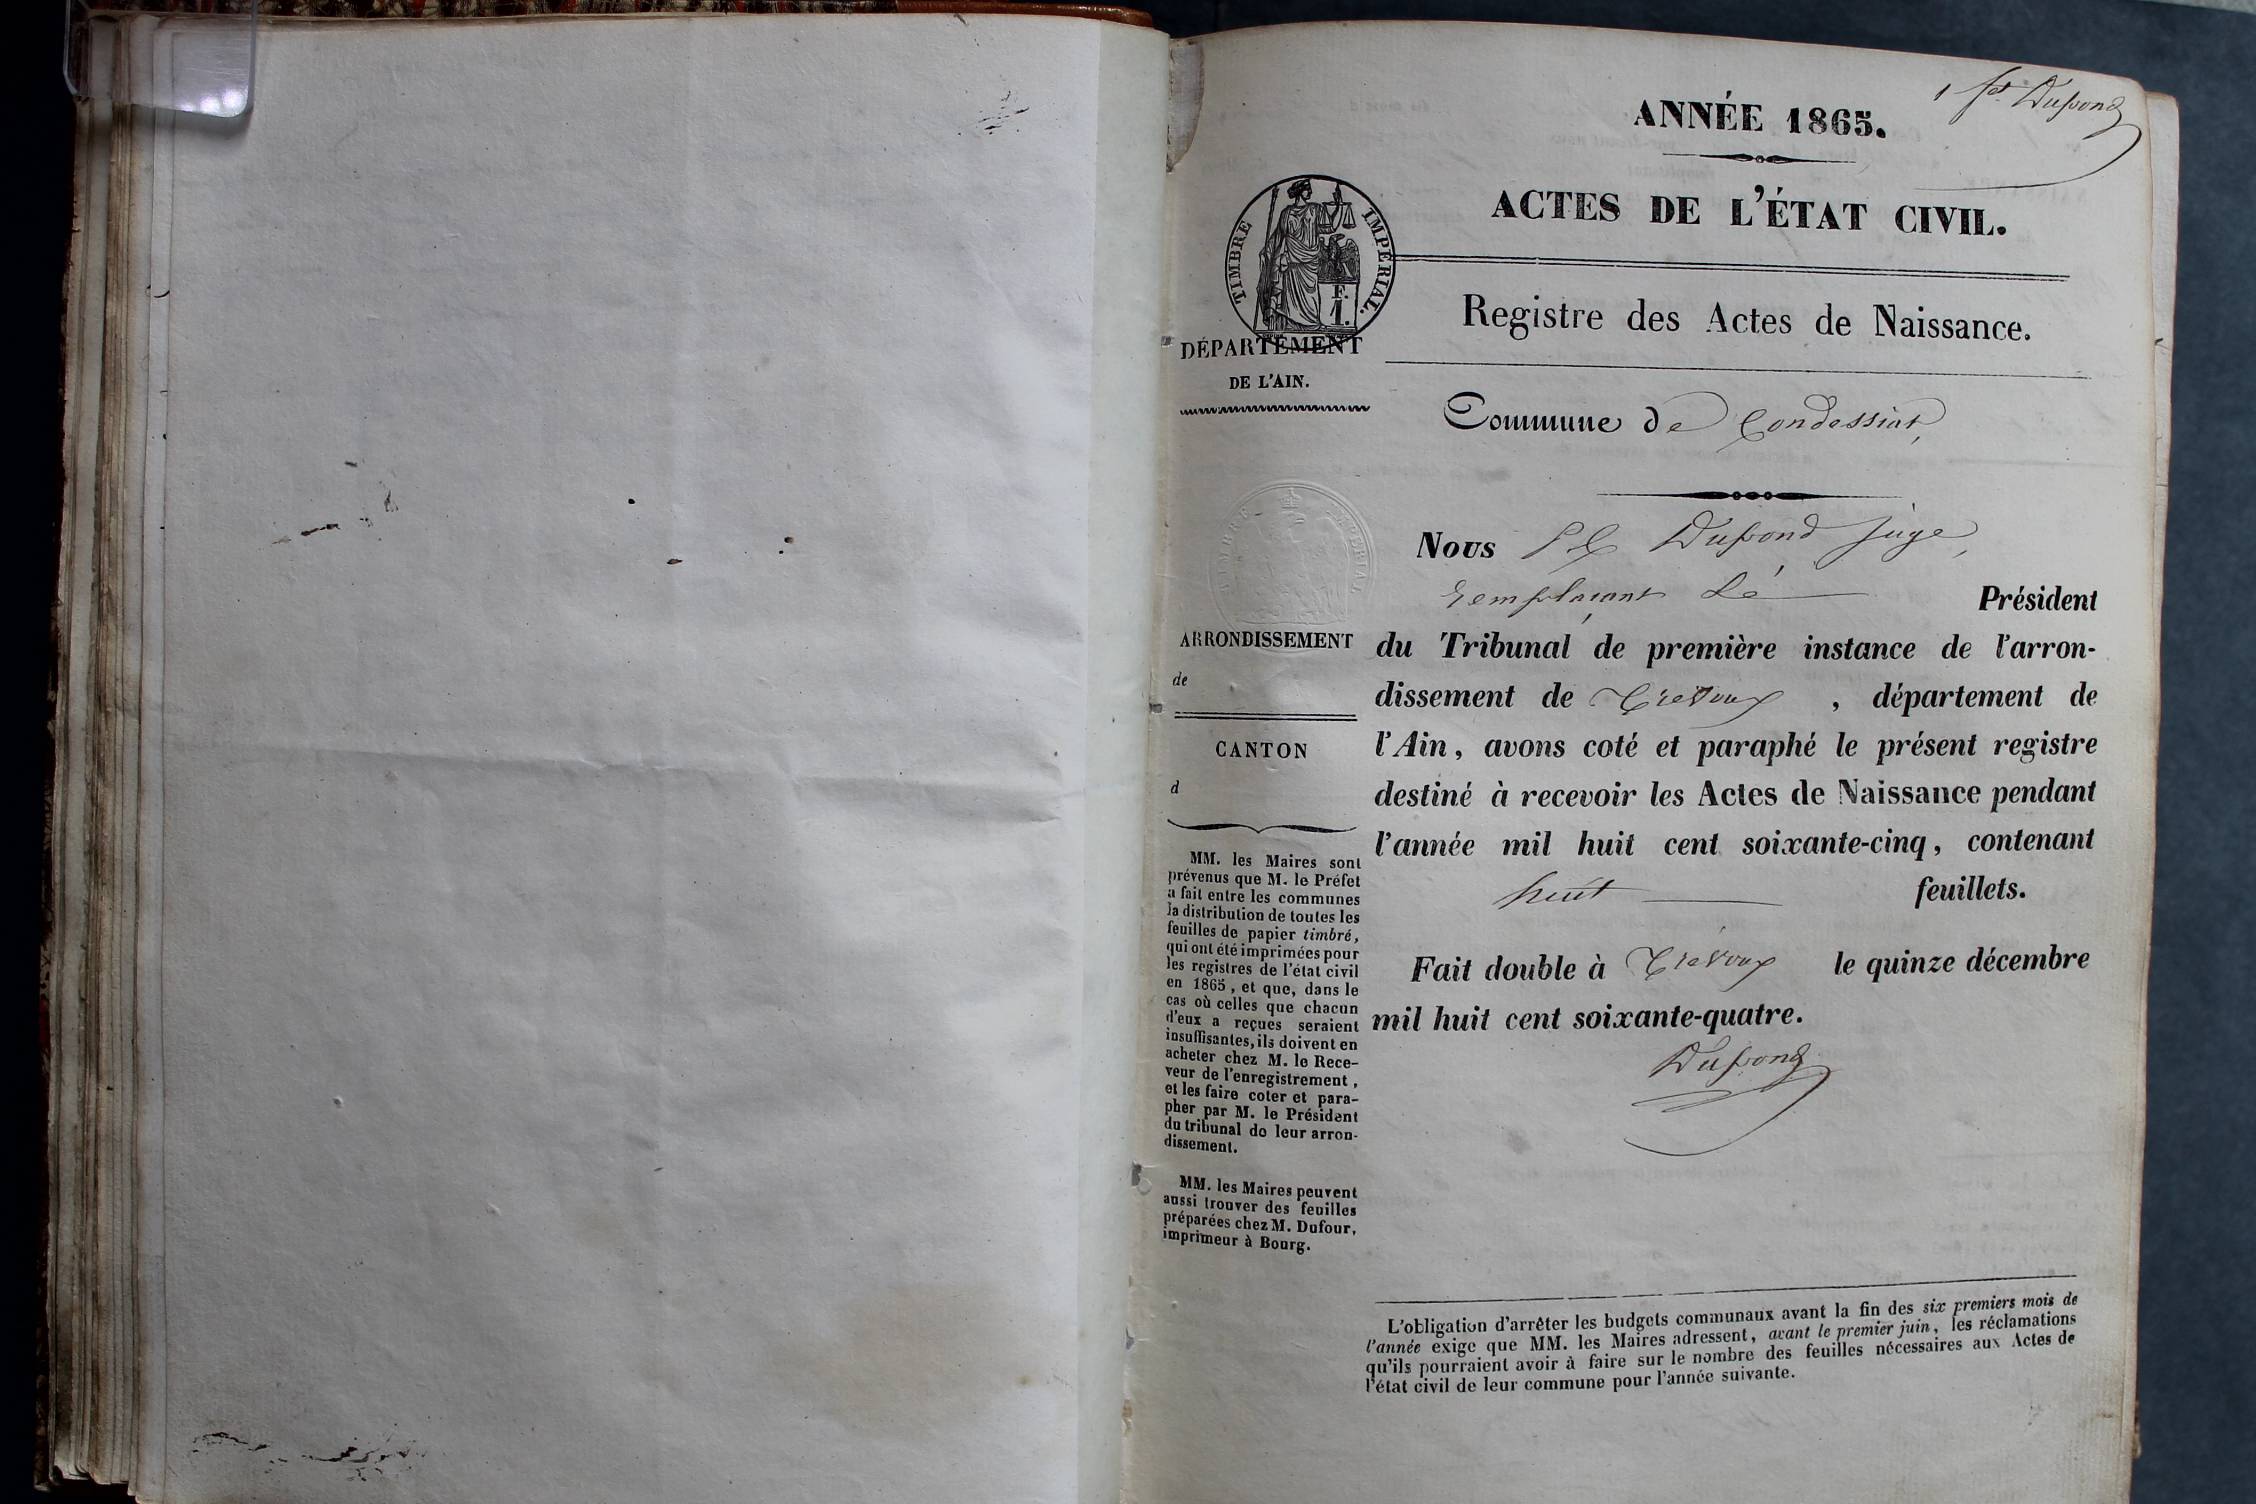 1 ft Dupond
ANNÉE 1865.
ACTES DE L'ÉTAT CIVIL.
TIMBRE IMPÉRIAL.
F.
1.
Registre des Actes de Naissance.
DÉPARTEMENT
DE L'AIN.
Commune de Condessiat,
TIMBRE IMPERIAL
Nous Dupond juge,
remplaçant Le Président
du Tribunal de première instance de l'arron-
dissement de Trévoux, département de
l'Ain, avons coté et paraphé le présent registre
destiné à recevoir les Actes de Naissance pendant
l'année mil huit cent soixante-cinq, contenant
huit feuillets.
Fait double à Trévoux le quinze décembre
mil huit cent soixante-quatre.
Dupond
ARRONDISSEMENT
de
CANTON
d
MM. les Maires sont
prévenus que M. le Préfet
a fait entre les communes
la distribution de toutes les
feuilles de papier timbré,
qui ont été imprimées pour
les registres de l'état civil
en 1865, et que, dans le
cas où celles que chacun
d'eux a reçues seraient
insuffisantes, ils doivent en
acheter chez M. le Rece-
veur de l'enregistrement,
et les faire coter et para-
pher par M. le Président
du tribunal de leur arron-
dissement.
MM. les Maires peuvent
aussi trouver des feuilles
préparées chez M. Dufour,
imprimeur à Bourg.
L'obligation d'arrêter les budgets communaux avant la fin des six premiers mois de
l'année exige que MM. les Maires adressent, avant le premier juin, les réclamations
qu'ils pourraient avoir à faire sur le nombre des feuilles nécessaires aux Actes de
l'état civil de leur commune pour l'année suivante.